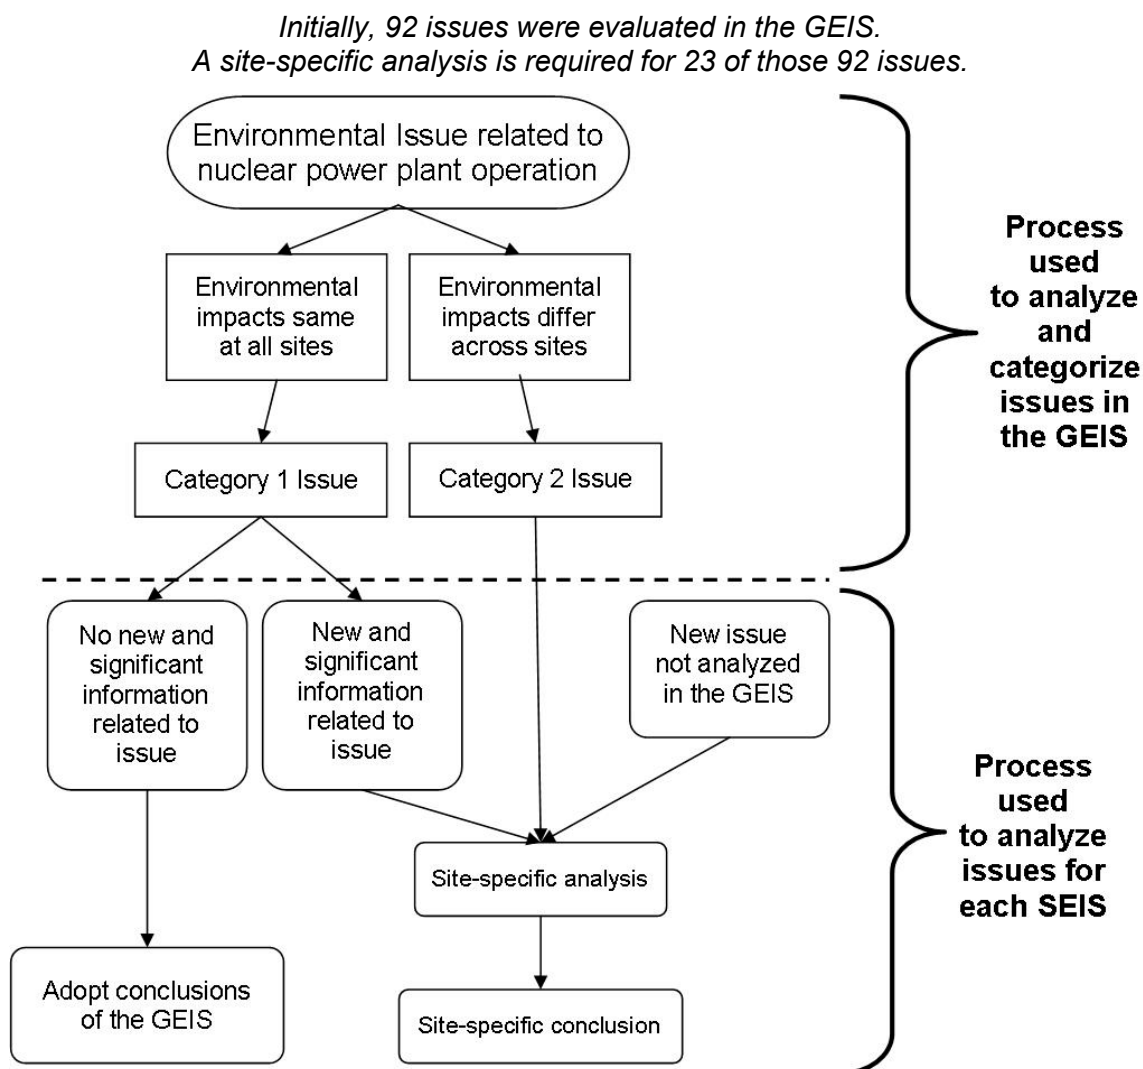 Initially, 92 issues were evaluated in the GEIS.
A site-specific analysis is required for 23 of those 92 issues.
Environmental Issue related to
nuclear power plant operation
Environmental
impacts same
at all sites
Environmental
impacts differ
across sites
Category 1 Issue
Category 2 Issue
Process
used
to analyze
and
categorize
issues in
the GEIS
No new and
significant
information
related to
issue
New and
significant
information
related to
issue
New issue
not analyzed
in the GEIS
Site-specific analysis
Adopt conclusions
of the GEIS
Site-specific conclusion
Process
used
to analyze
issues for
each SEIS